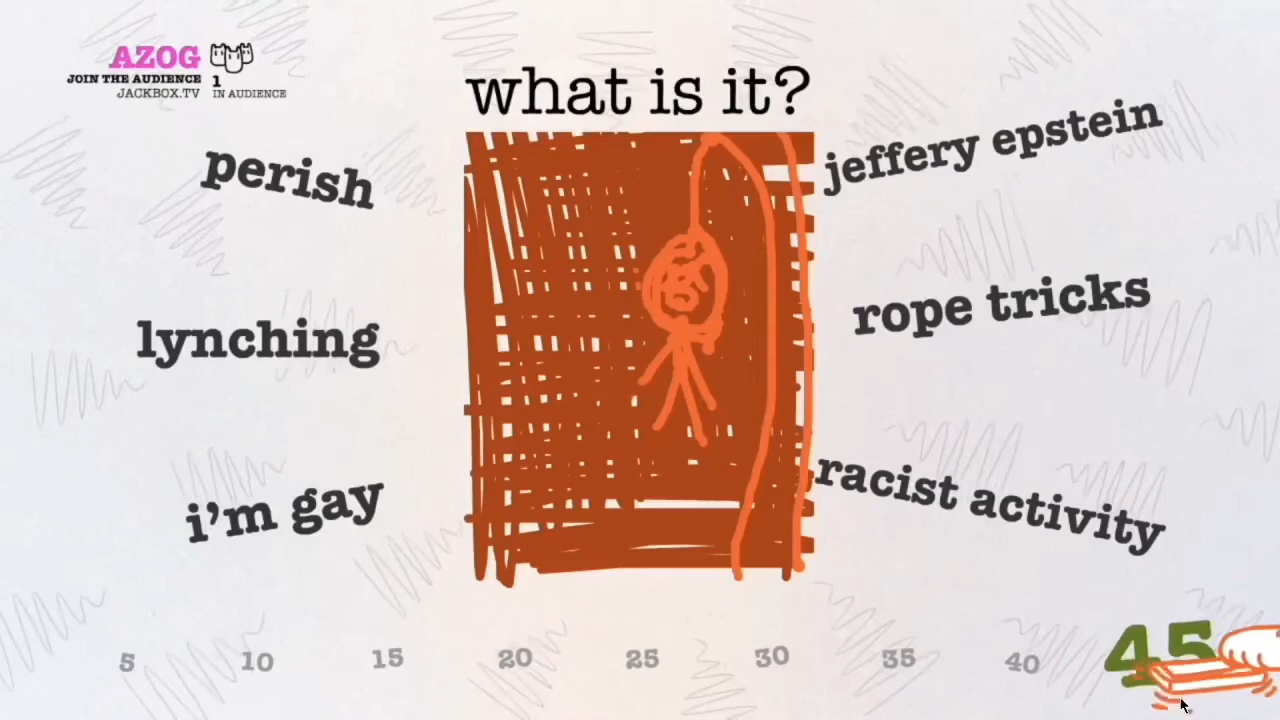 AZOG
JOIN THE AUDIENCE
JACKBOX.TV
1
IN AUDIENCE
what is it?
perish
jeffery epstein
lynching
rope tricks
i'm gay
racist activity
5 10 15 20 25 30 35 40 45